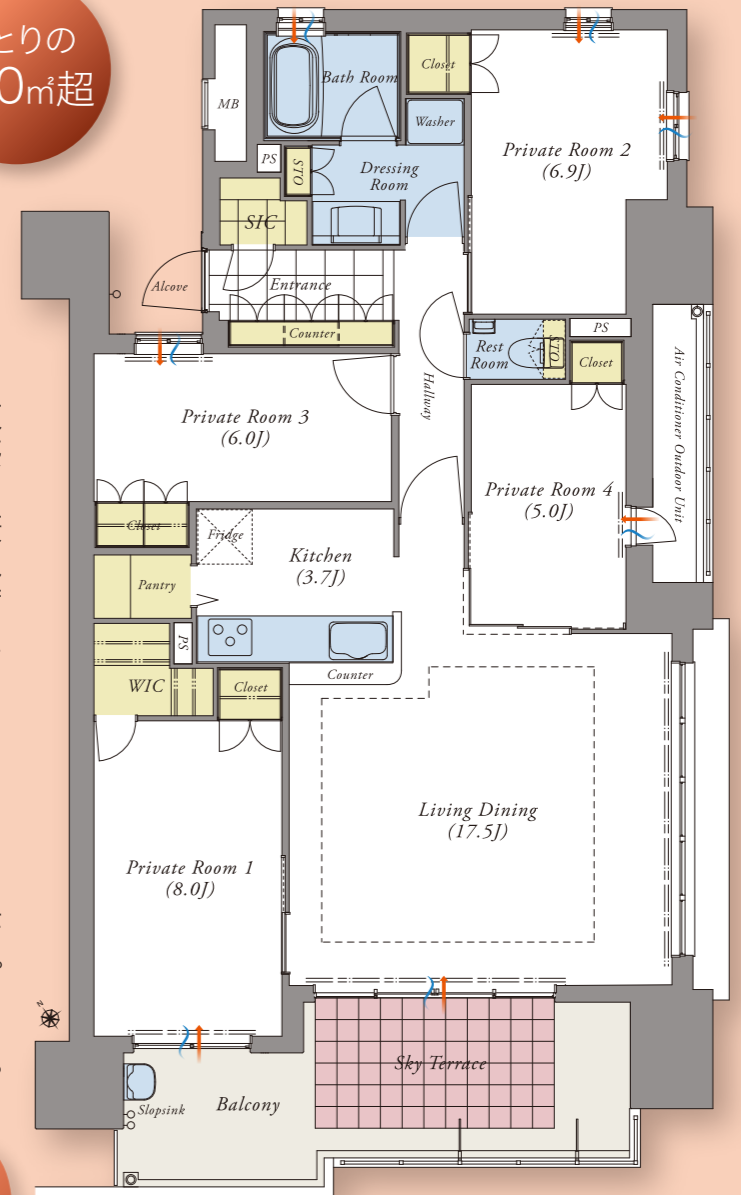 とりの
0㎡超
Bath Room
Closet
MB
Washer
PS
STO
Dressing
Room
Private Room 2
(6.9J)
SIC
Alcove
Entrance
Counter
Rest
Room
STO
PS
Closet
Hallway
Air Conditioner Outdoor Unit
Private Room 3
(6.0J)
Private Room 4
(5.0J)
Closet
Fridge
Kitchen
(3.7J)
Pantry
PS
WIC
Closet
Counter
Living Dining
(17.5J)
Private Room 1
(8.0J)
N
Sky Terrace
Slopsink
Balcony